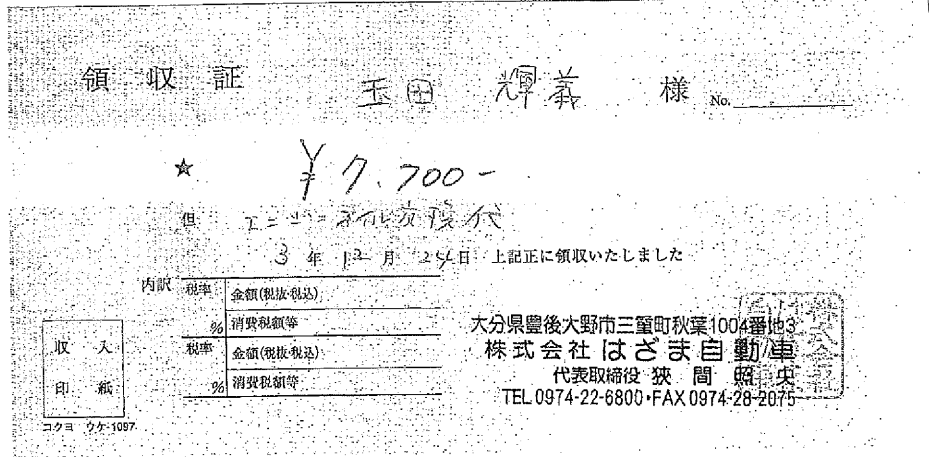 領収証 玉田 輝義 様 No.
★ ¥7,700-
但 エンジンオイル交換代
3年12月25日 上記正に領収いたしました
内訳 税率 金額(税抜・税込)
% 消費税額等
税率 金額(税抜・税込)
% 消費税額等
収入
印紙
コクヨ ウケ-1097
大分県豊後大野市三重町秋葉1004番地3
株式会社 はざま自動車
代表取締役 狭間照央
TEL 0974-22-6800・FAX 0974-28-2075